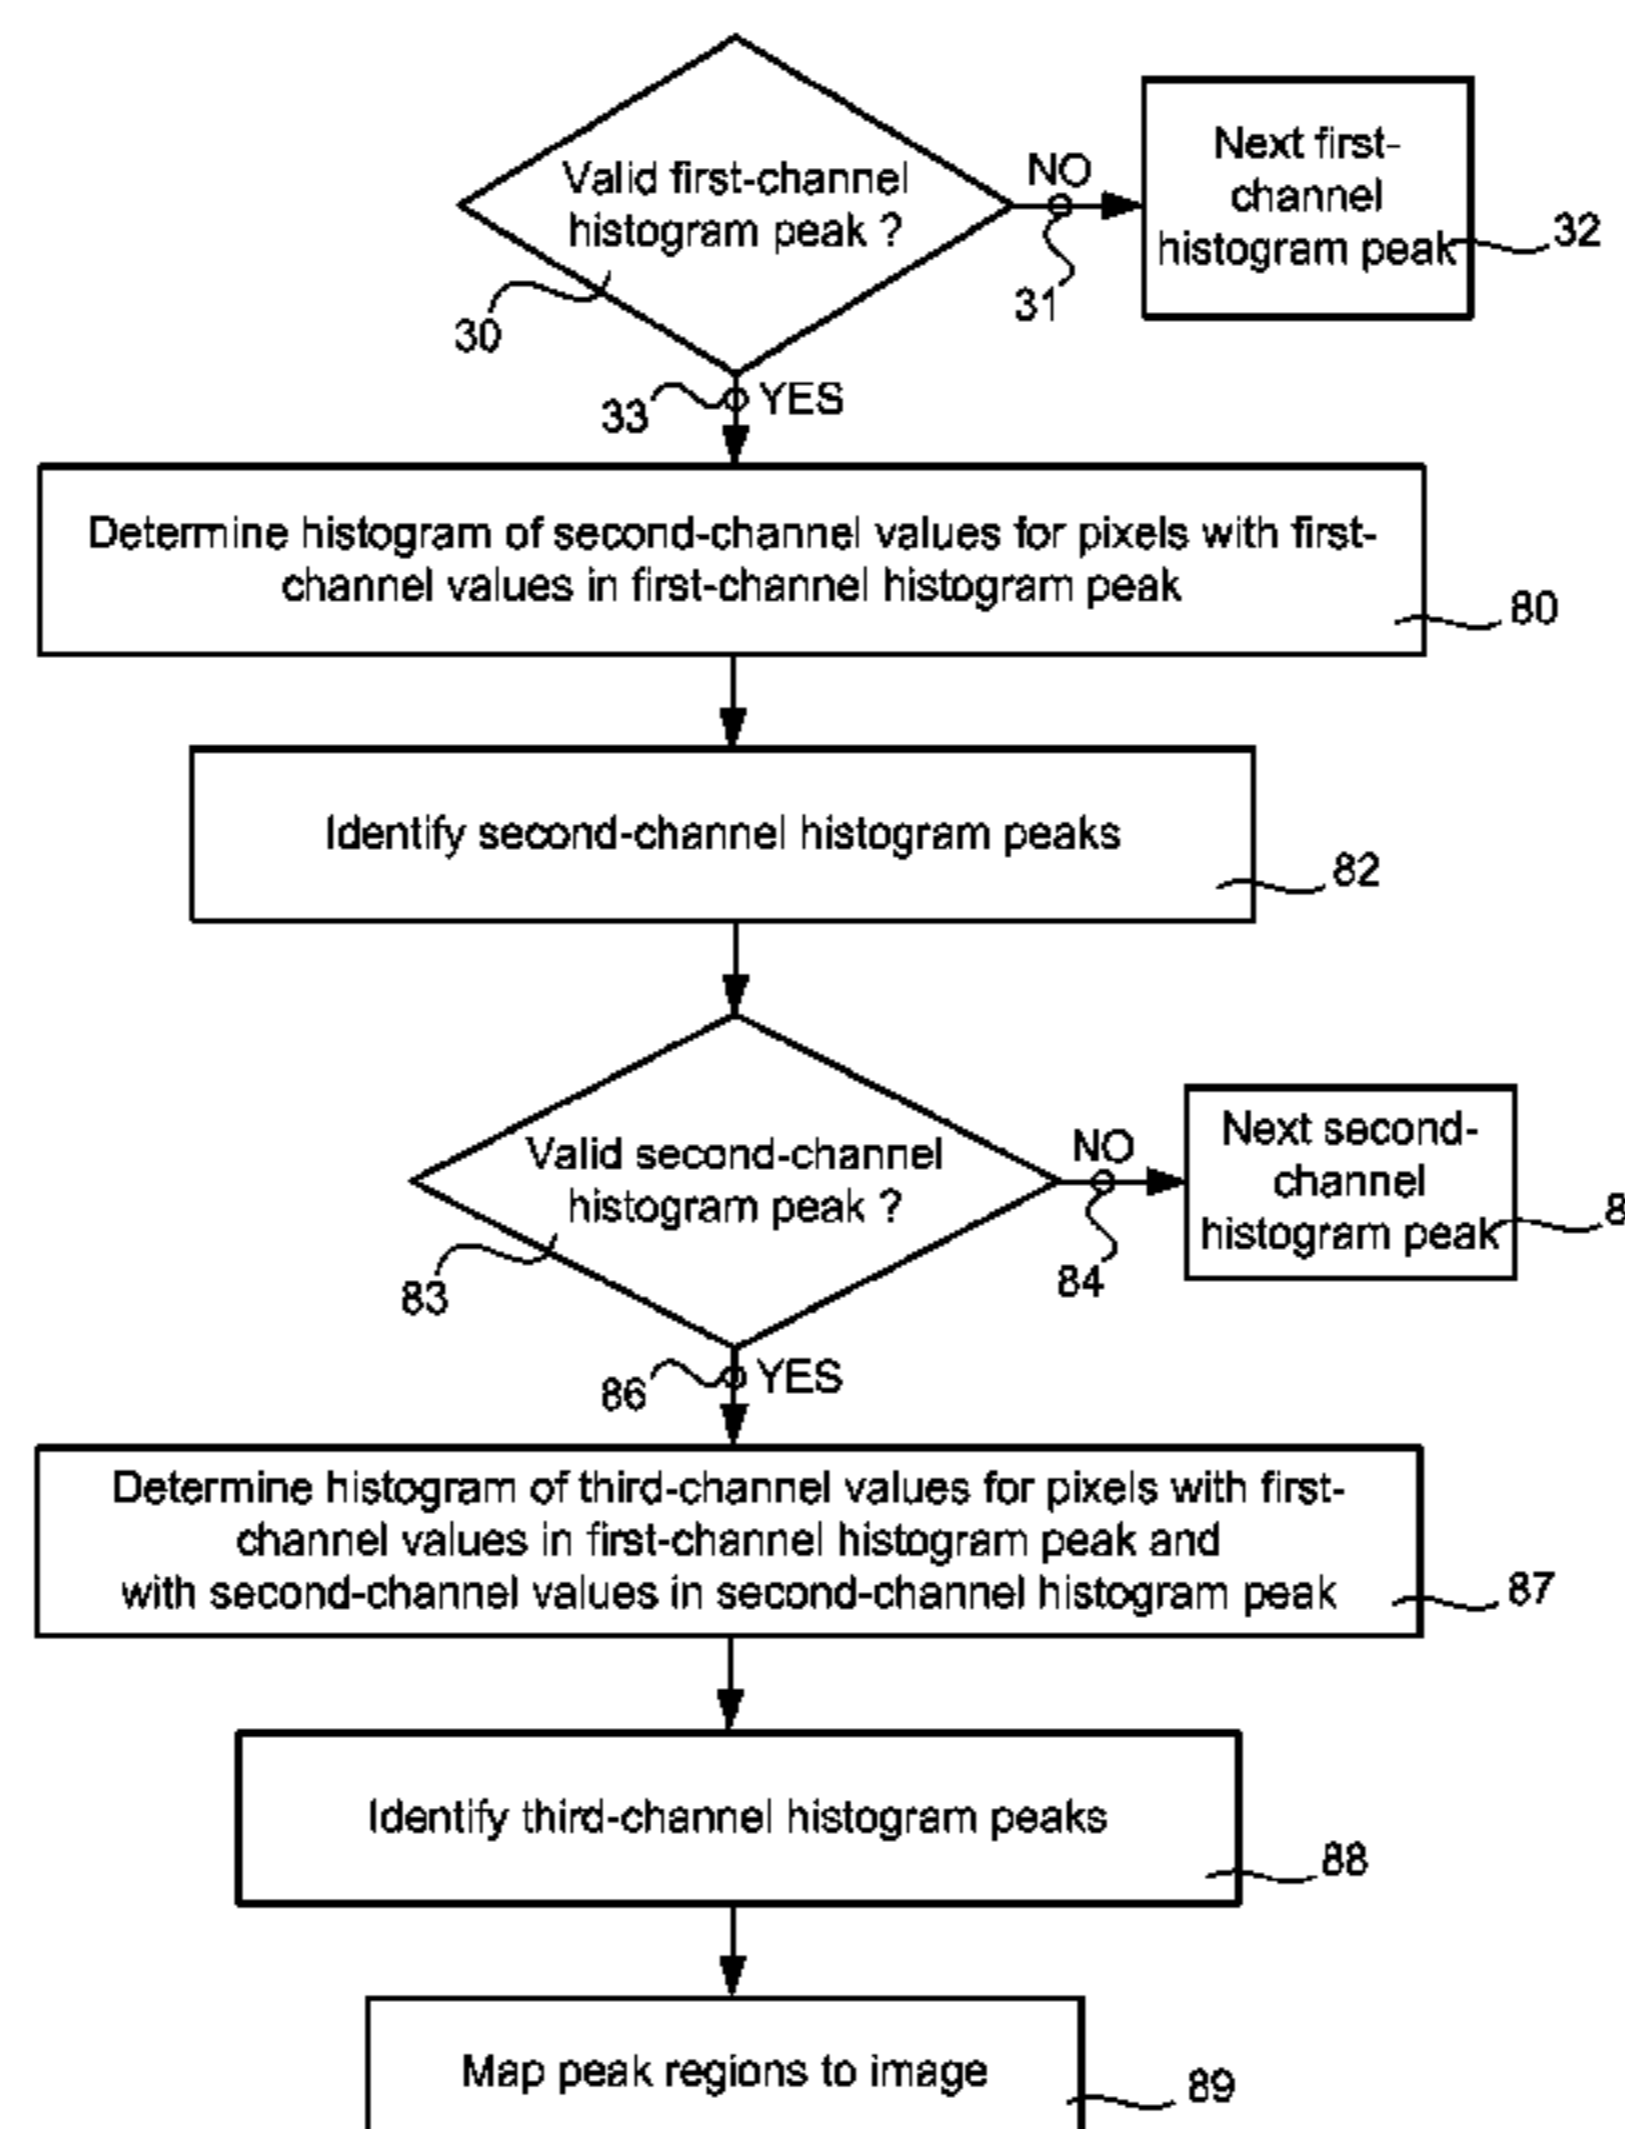 Valid first-channel
histogram peak ?
30
NO
31
Next first-
channel
histogram peak
32
33
YES
Determine histogram of second-channel values for pixels with first-
channel values in first-channel histogram peak
80
Identify second-channel histogram peaks
82
Valid second-channel
histogram peak ?
83
NO
84
Next second-
channel
histogram peak
86
YES
Determine histogram of third-channel values for pixels with first-
channel values in first-channel histogram peak and
with second-channel values in second-channel histogram peak
87
Identify third-channel histogram peaks
88
Map peak regions to image
89